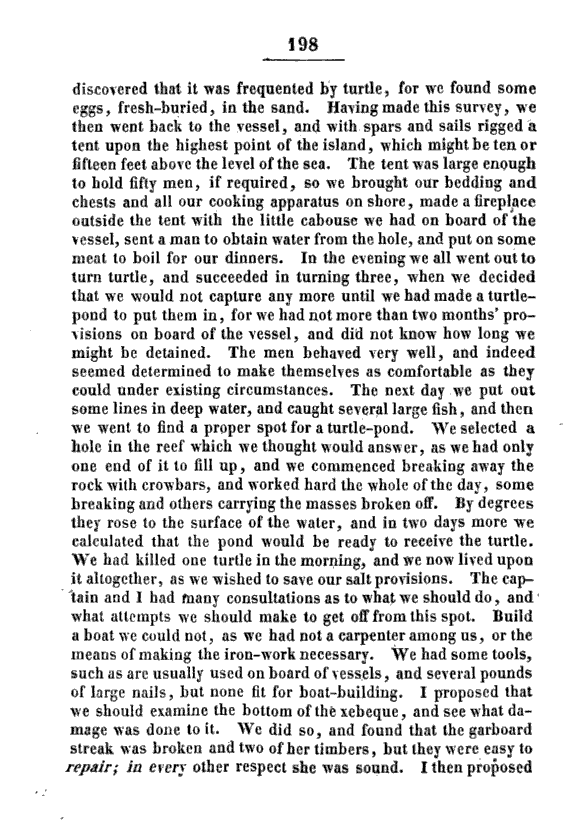 198
discovered that it was frequented by turtle, for we found some
eggs, fresh-buried, in the sand. Having made this survey, we
then went back to the vessel, and with spars and sails rigged a
tent upon the highest point of the island, which might be ten or
fifteen feet above the level of the sea. The tent was large enough
to hold fifty men, if required, so we brought our bedding and
chests and all our cooking apparatus on shore, made a fireplace
outside the tent with the little cabouse we had on board of the
vessel, sent a man to obtain water from the hole, and put on some
meat to boil for our dinners. In the evening we all went out to
turn turtle, and succeeded in turning three, when we decided
that we would not capture any more until we had made a turtle-
pond to put them in, for we had not more than two months' pro-
visions on board of the vessel, and did not know how long we
might be detained. The men behaved very well, and indeed
seemed determined to make themselves as comfortable as they
could under existing circumstances. The next day we put out
some lines in deep water, and caught several large fish, and then
we went to find a proper spot for a turtle-pond. We selected a
hole in the reef which we thought would answer, as we had only
one end of it to fill up, and we commenced breaking away the
rock with crowbars, and worked hard the whole of the day, some
breaking and others carrying the masses broken off. By degrees
they rose to the surface of the water, and in two days more we
calculated that the pond would be ready to receive the turtle.
We had killed one turtle in the morning, and we now lived upon
it altogether, as we wished to save our salt provisions. The cap-
tain and I had many consultations as to what we should do, and
what attempts we should make to get off from this spot. Build
a boat we could not, as we had not a carpenter among us, or the
means of making the iron-work necessary. We had some tools,
such as are usually used on board of vessels, and several pounds
of large nails, but none fit for boat-building. I proposed that
we should examine the bottom of the xebeque, and see what da-
mage was done to it. We did so, and found that the garboard
streak was broken and two of her timbers, but they were easy to
repair; in every other respect she was sound. I then proposed